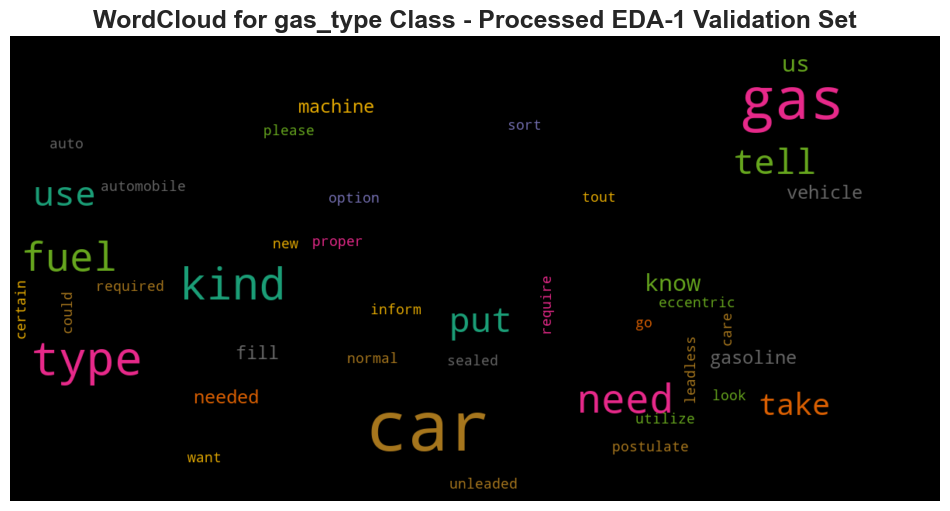 WordCloud for gas_type Class - Processed EDA-1 Validation Set
us
gas
machine
please
sort
auto
tell
use
automobile
option
tout
vehicle
new
proper
fuel
kind
required
certain
could
inform
require
put
know
eccentric
go
care
type
fill
normal
sealed
leadless
gasoline
needed
car
need
utilize
look
take
want
postulate
unleaded